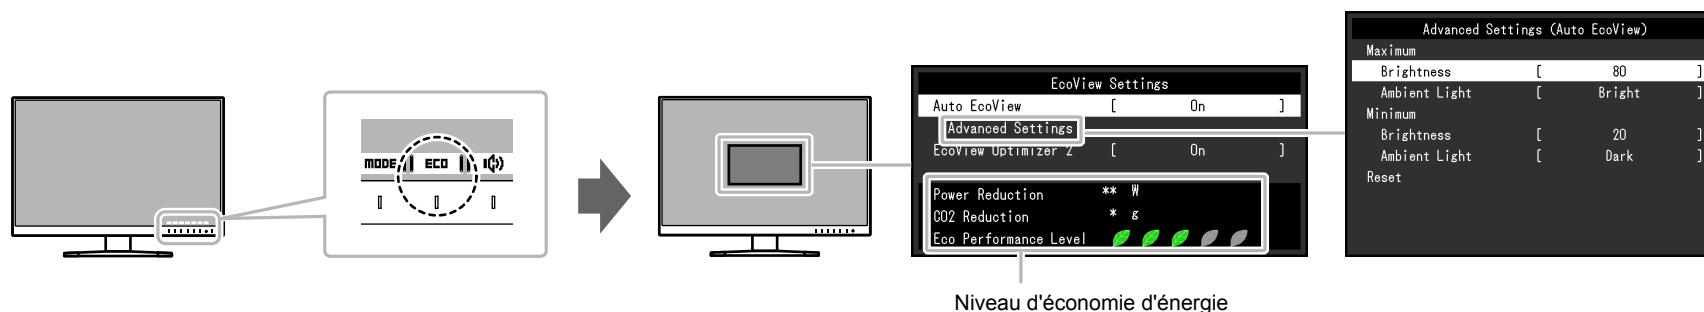 MODE ECO
EcoView Settings
Auto EcoView [ On ]
Advanced Settings
EcoView Optimizer 2 [ On ]
Power Reduction ** W
CO2 Reduction * g
Eco Performance Level
Niveau d'économie d'énergie
Advanced Settings (Auto EcoView)
Maximum
Brightness [ 80 ]
Ambient Light [ Bright ]
Minimum
Brightness [ 20 ]
Ambient Light [ Dark ]
Reset